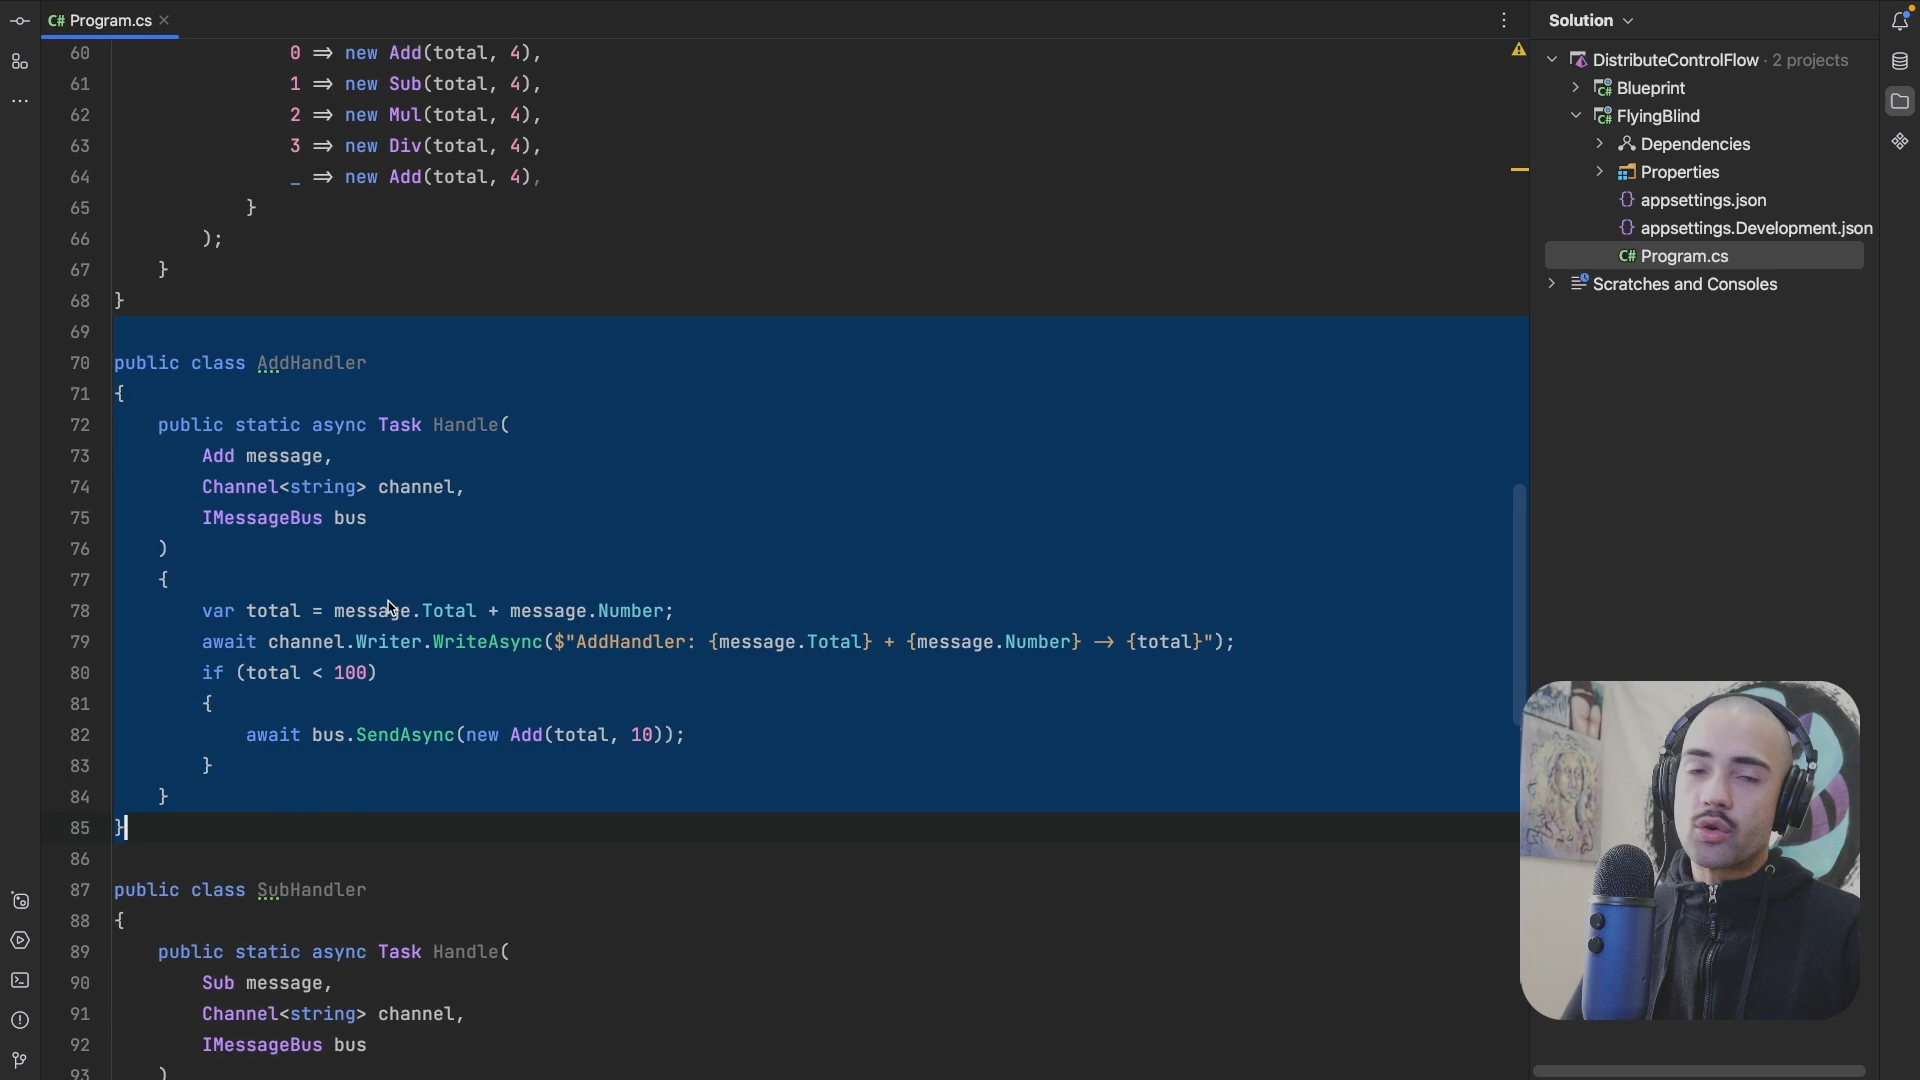 C# Program.cs
60 0 => new Add(total, 4),
61 1 => new Sub(total, 4),
62 2 => new Mul(total, 4),
63 3 => new Div(total, 4),
64 _ => new Add(total, 4),
65 }
66 );
67 }
68 }
69
70 public class AddHandler
71 {
72 public static async Task Handle(
73 Add message,
74 Channel<string> channel,
75 IMessageBus bus
76 )
77 {
78 var total = message.Total + message.Number;
79 await channel.Writer.WriteAsync($"AddHandler: {message.Total} + {message.Number} -> {total}");
80 if (total < 100)
81 {
82 await bus.SendAsync(new Add(total, 10));
83 }
84 }
85 }
86
87 public class SubHandler
88 {
89 public static async Task Handle(
90 Sub message,
91 Channel<string> channel,
92 IMessageBus bus
93 )
Solution
DistributeControlFlow · 2 projects
C# Blueprint
C# FlyingBlind
Dependencies
Properties
{} appsettings.json
{} appsettings.Development.json
C# Program.cs
Scratches and Consoles